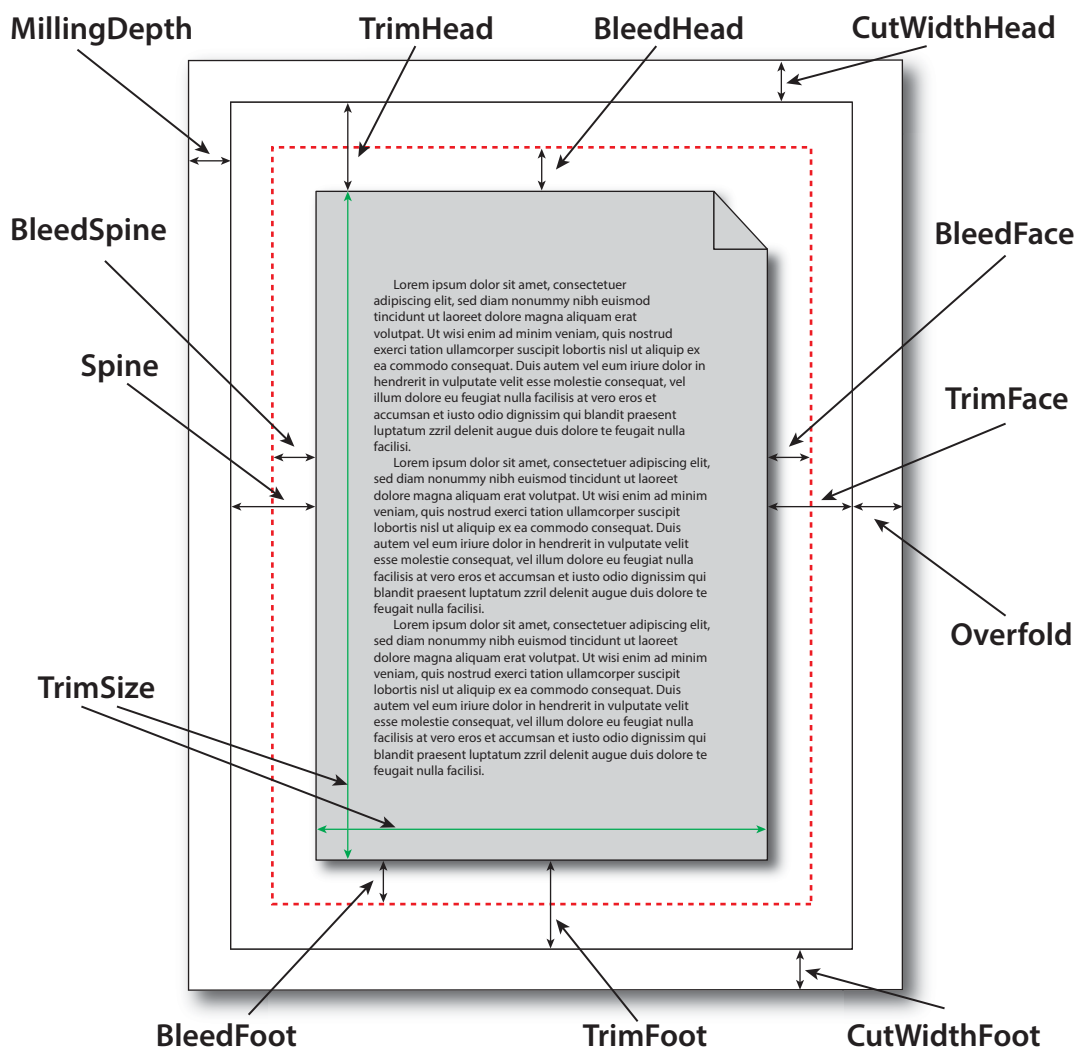 MillingDepth
TrimHead
BleedHead
CutWidthHead
BleedSpine
BleedFace
Spine
TrimFace
Lorem ipsum dolor sit amet, consectetuer
adipiscing elit, sed diam nonummy nibh euismod
tincidunt ut laoreet dolore magna aliquam erat
volutpat. Ut wisi enim ad minim veniam, quis nostrud
exerci tation ullamcorper suscipit lobortis nisl ut aliquip ex
ea commodo consequat. Duis autem vel eum iriure dolor in
hendrerit in vulputate velit esse molestie consequat, vel
illum dolore eu feugiat nulla facilisis at vero eros et
accumsan et iusto odio dignissim qui blandit praesent
luptatum zzril delenit augue duis dolore te feugait nulla
facilisi.
Lorem ipsum dolor sit amet, consectetuer adipiscing elit,
sed diam nonummy nibh euismod tincidunt ut laoreet
dolore magna aliquam erat volutpat. Ut wisi enim ad minim
veniam, quis nostrud exerci tation ullamcorper suscipit
lobortis nisl ut aliquip ex ea commodo consequat. Duis
autem vel eum iriure dolor in hendrerit in vulputate velit
esse molestie consequat, vel illum dolore eu feugiat nulla
facilisis at vero eros et accumsan et iusto odio dignissim qui
blandit praesent luptatum zzril delenit augue duis dolore te
feugait nulla facilisi.
Lorem ipsum dolor sit amet, consectetuer adipiscing elit,
sed diam nonummy nibh euismod tincidunt ut laoreet
dolore magna aliquam erat volutpat. Ut wisi enim ad minim
veniam, quis nostrud exerci tation ullamcorper suscipit
lobortis nisl ut aliquip ex ea commodo consequat. Duis
autem vel eum iriure dolor in hendrerit in vulputate velit
esse molestie consequat, vel illum dolore eu feugiat nulla
facilisis at vero eros et accumsan et iusto odio dignissim qui
blandit praesent luptatum zzril delenit augue duis dolore te
feugait nulla facilisi.
Overfold
TrimSize
BleedFoot
TrimFoot
CutWidthFoot